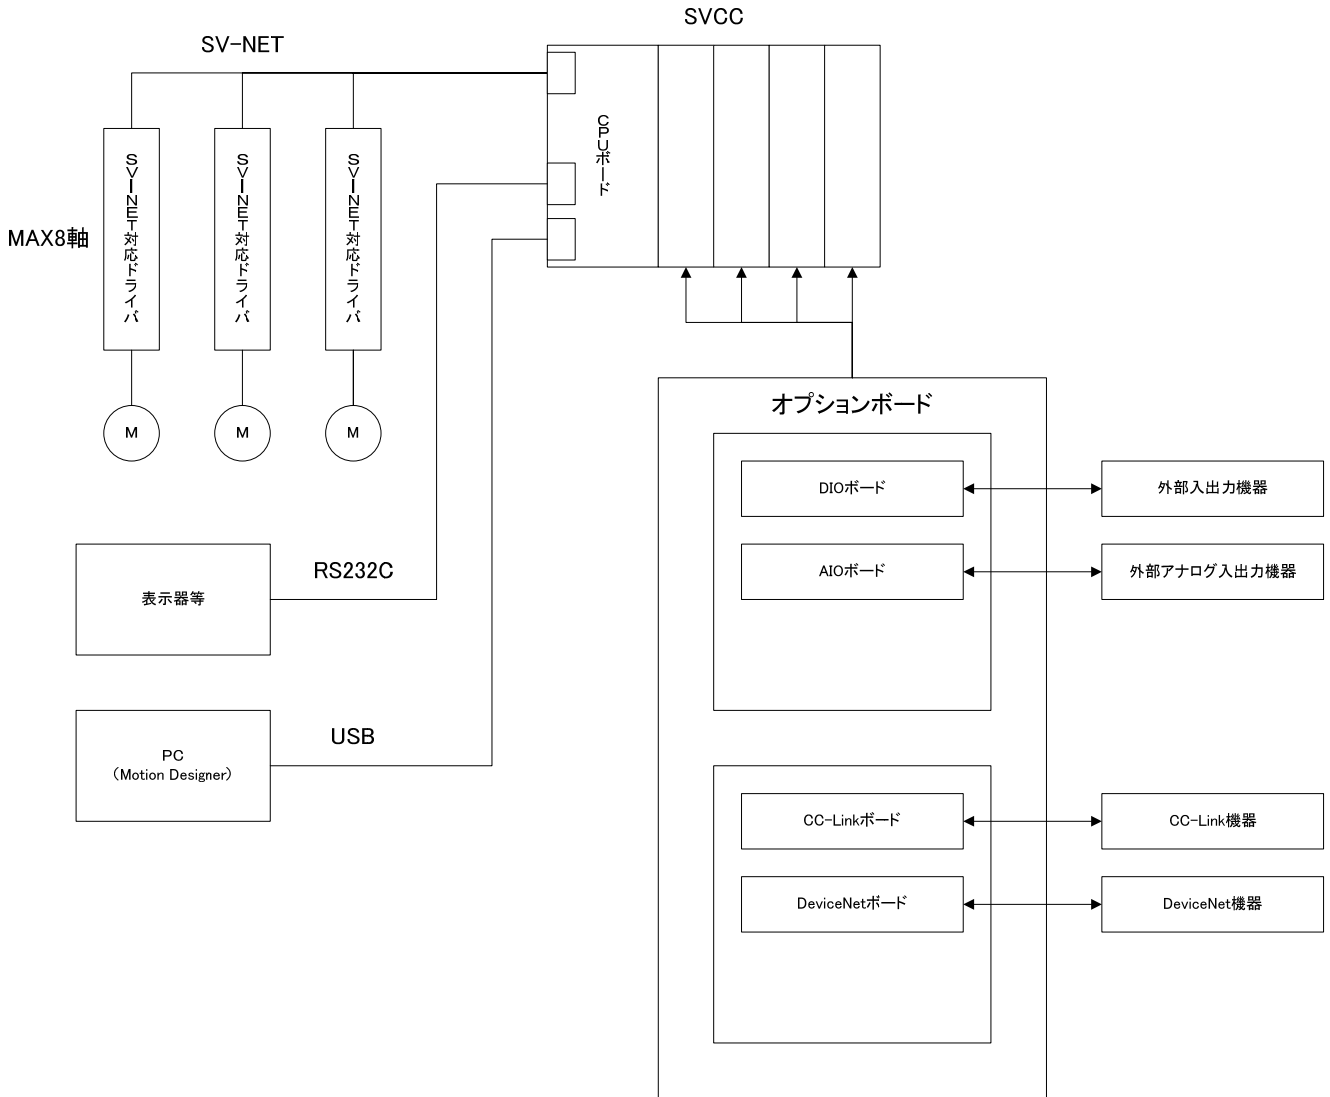 SVCC
SV-NET
CPUボード
SV-NET対応ドライバ
SV-NET対応ドライバ
SV-NET対応ドライバ
MAX8軸
M
M
M
オプションボード
DIOボード
外部入出力機器
AIOボード
外部アナログ入出力機器
表示器等
RS232C
PC
(Motion Designer)
USB
CC-Linkボード
CC-Link機器
DeviceNetボード
DeviceNet機器